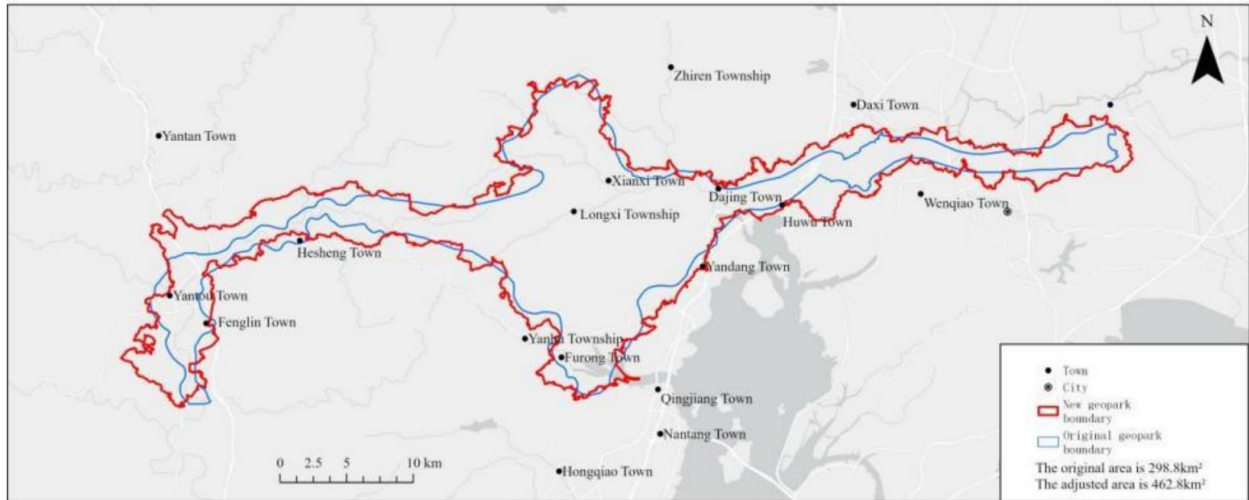 N
Zhiren Township
Daxi Town
Yantan Town
Xianxi Town
Dajing Town
Wenqiao Town
Longxi Township
Huwu Town
Hesheng Town
Yandang Town
Yantou Town
Fenglin Town
Yanhu Township
Furong Town
Qingjiang Town
Nantang Town
Hongqiao Town
0 2.5 5 10 km
Town
City
New geopark
boundary
Original geopark
boundary
The original area is 298.8km²
The adjusted area is 462.8km²